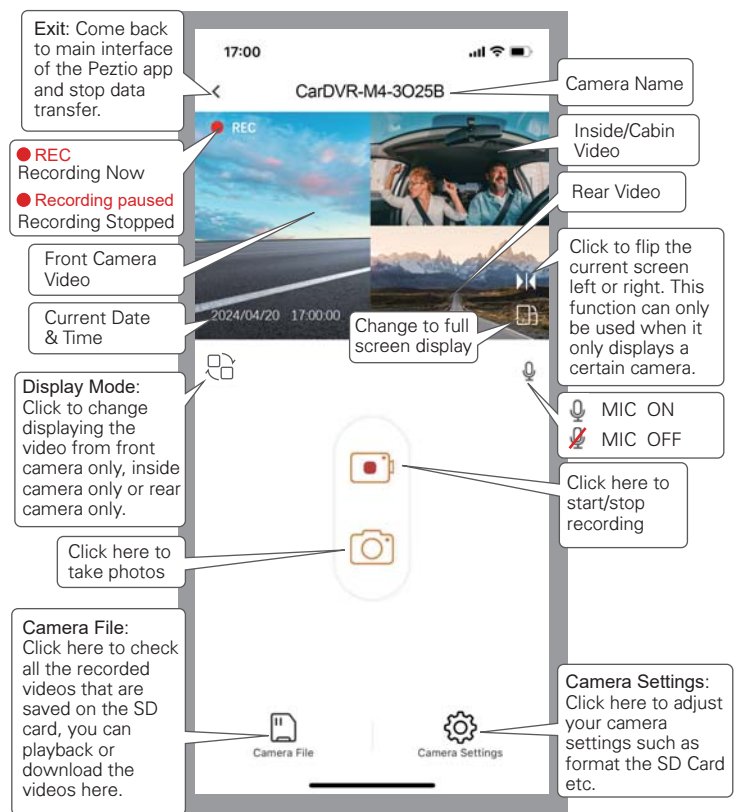 Exit: Come back
to main interface
of the Peztio app
and stop data
transfer.
17:00
CarDVR-M4-3O25B
Camera Name
REC
REC
Recording Now
Recording paused
Recording Stopped
Inside/Cabin
Video
Rear Video
Front Camera
Video
Click to flip the
current screen
left or right. This
function can only
be used when it
only displays a
certain camera.
Current Date
& Time
2024/04/20 17:00:00
Change to full
screen display
Display Mode:
Click to change
displaying the
video from front
camera only, inside
camera only or rear
camera only.
MIC ON
MIC OFF
Click here to
start/stop
recording
Click here to
take photos
Camera File:
Click here to check
all the recorded
videos that are
saved on the SD
card, you can
playback or
download the
videos here.
Camera File
Camera Settings
Camera Settings:
Click here to adjust
your camera
settings such as
format the SD Card
etc.